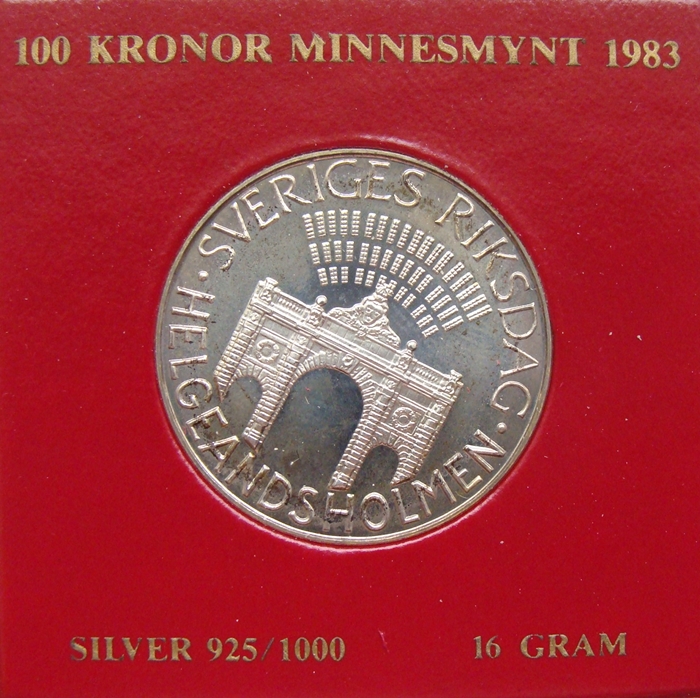 100 KRONOR MINNESMYNT 1983
SVERIGES RIKSDAG ·
HELGEANDSHOLMEN ·
SILVER 925/1000 16 GRAM